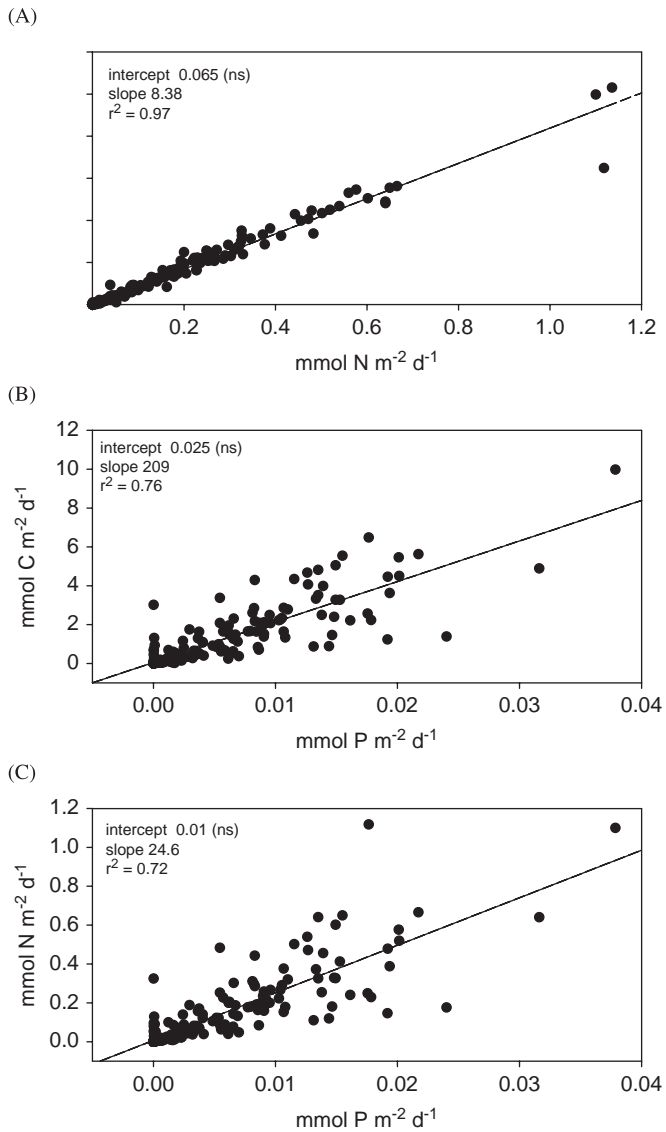 (A)
intercept 0.065 (ns)
slope 8.38
r² = 0.97
0.2 0.4 0.6 0.8 1.0 1.2
mmol N m⁻² d⁻¹
(B)
12
10
8
6
4
2
0
mmol C m⁻² d⁻¹
intercept 0.025 (ns)
slope 209
r² = 0.76
0.00 0.01 0.02 0.03 0.04
mmol P m⁻² d⁻¹
(C)
1.2
1.0
0.8
0.6
0.4
0.2
0.0
mmol N m⁻² d⁻¹
intercept 0.01 (ns)
slope 24.6
r² = 0.72
0.00 0.01 0.02 0.03 0.04
mmol P m⁻² d⁻¹